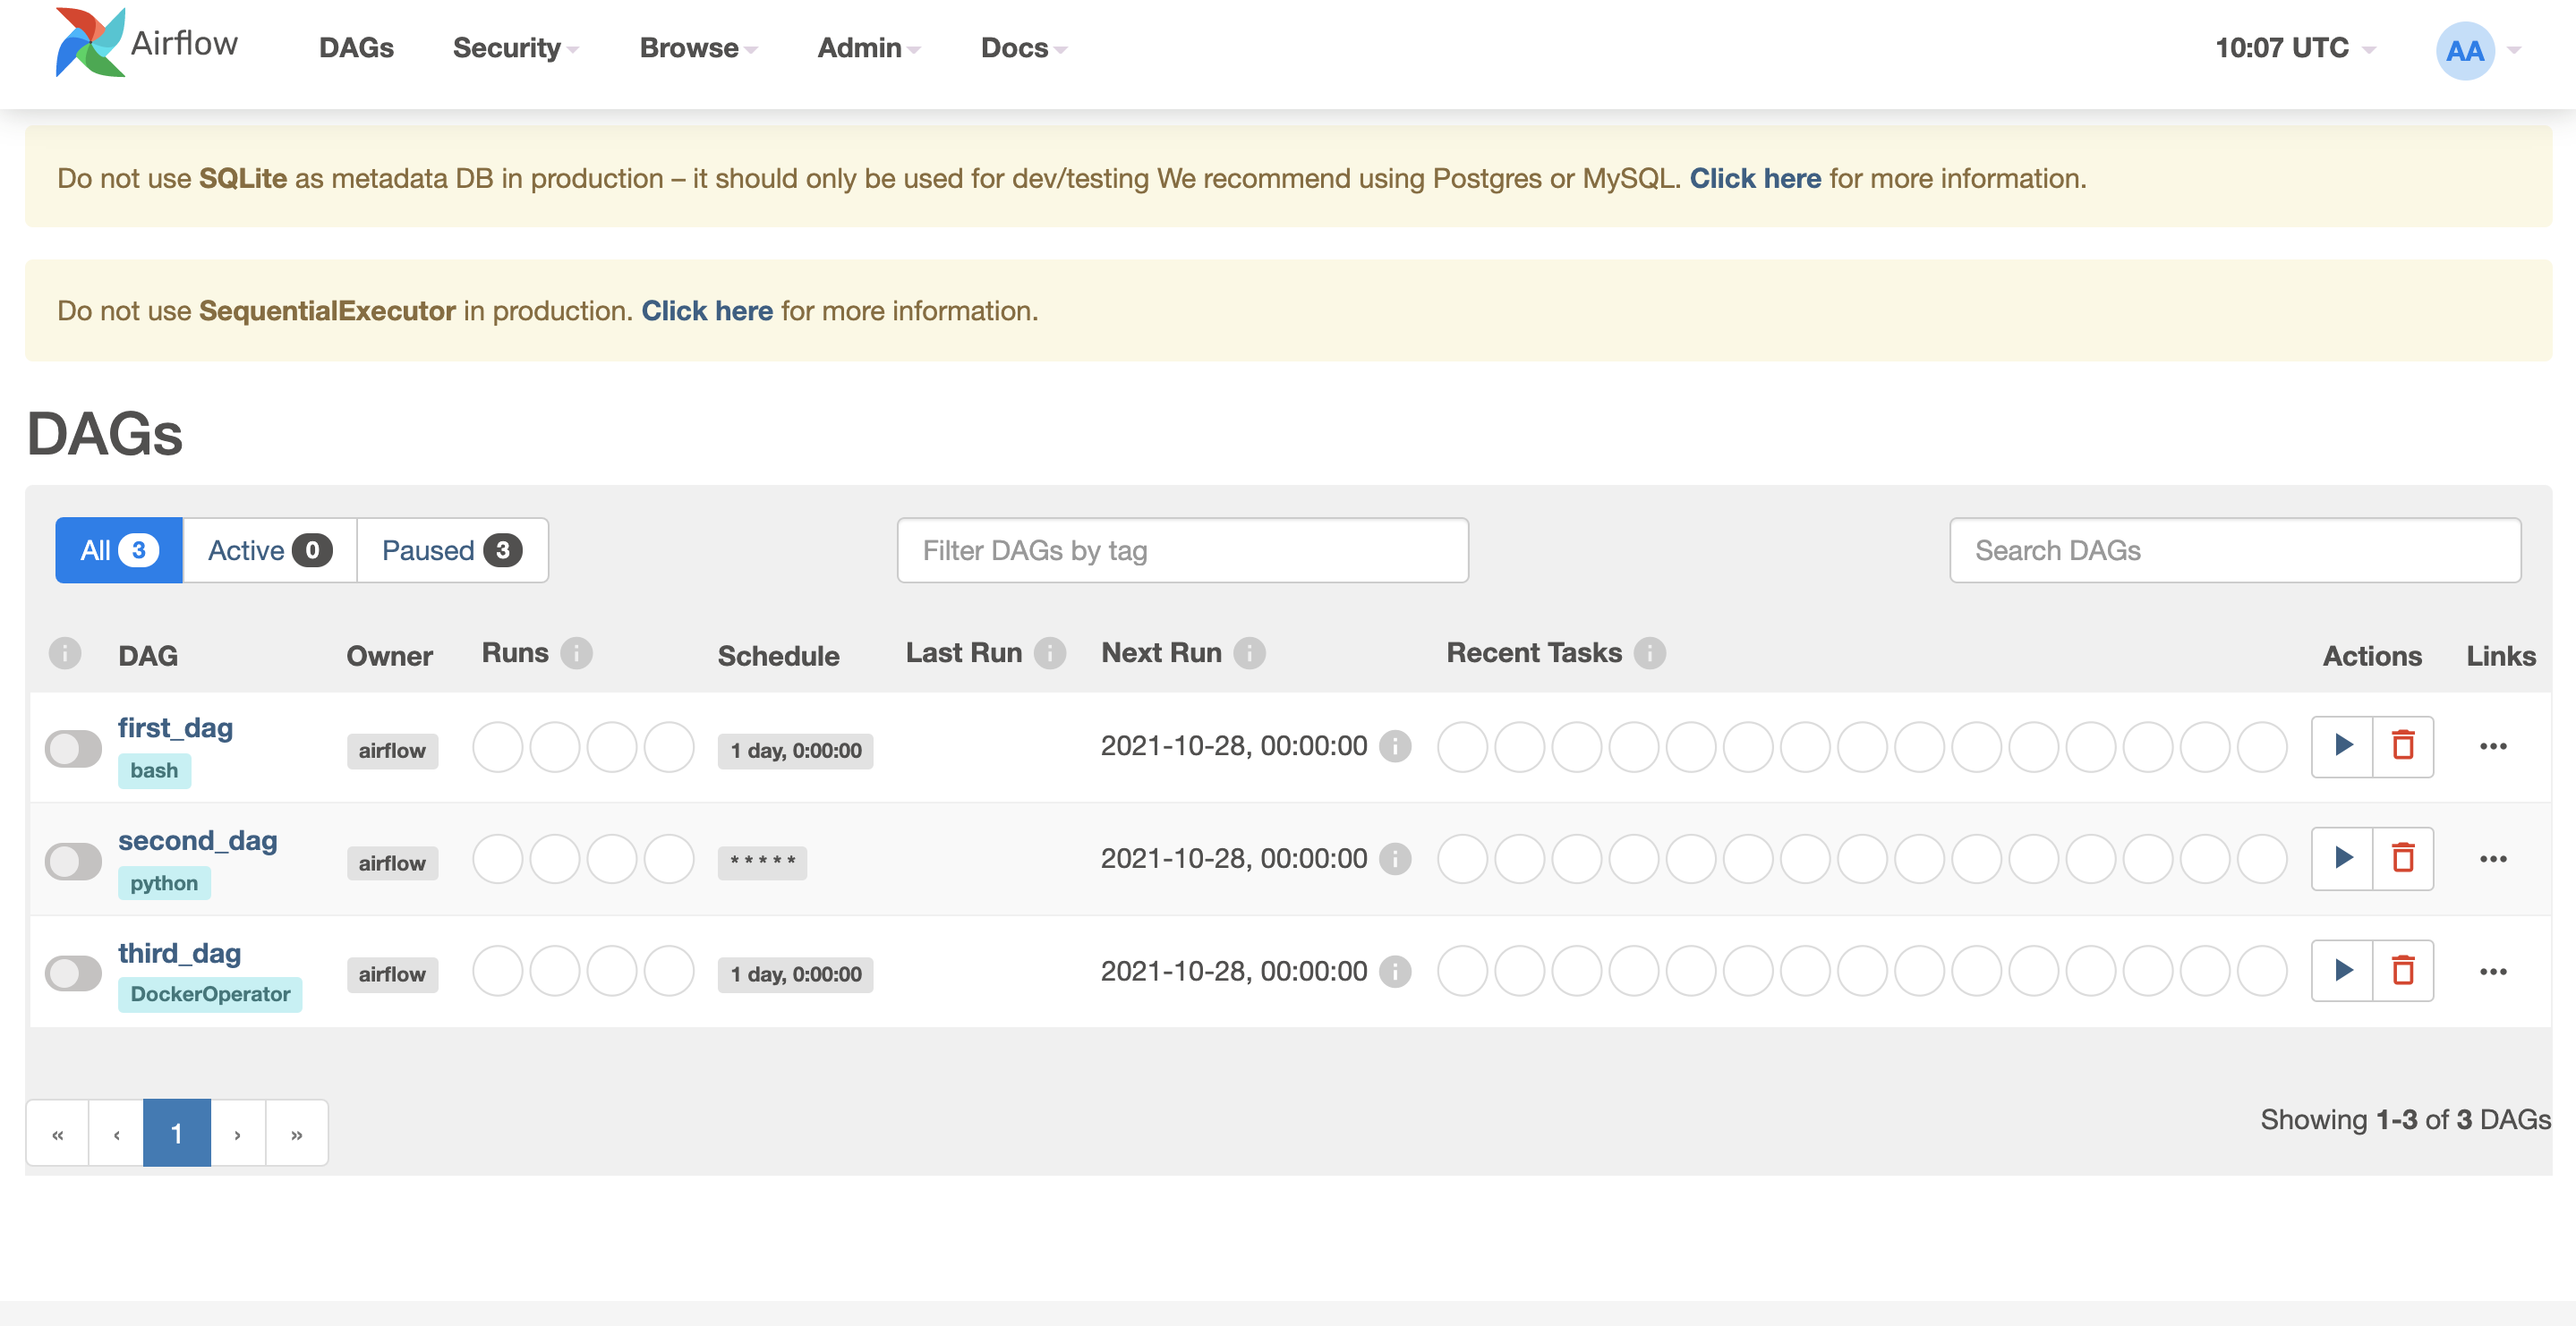 Airflow DAGs Security Browse Admin Docs 10:07 UTC AA
Do not use SQLite as metadata DB in production – it should only be used for dev/testing We recommend using Postgres or MySQL. Click here for more information.
Do not use SequentialExecutor in production. Click here for more information.
DAGs
All 3 Active 0 Paused 3 Filter DAGs by tag Search DAGs
i DAG Owner Runs i Schedule Last Run i Next Run i Recent Tasks i Actions Links
first_dag
bash airflow 1 day, 0:00:00 2021-10-28, 00:00:00 i
second_dag
python airflow * * * * * 2021-10-28, 00:00:00 i
third_dag
DockerOperator airflow 1 day, 0:00:00 2021-10-28, 00:00:00 i
« ‹ 1 › » Showing 1-3 of 3 DAGs